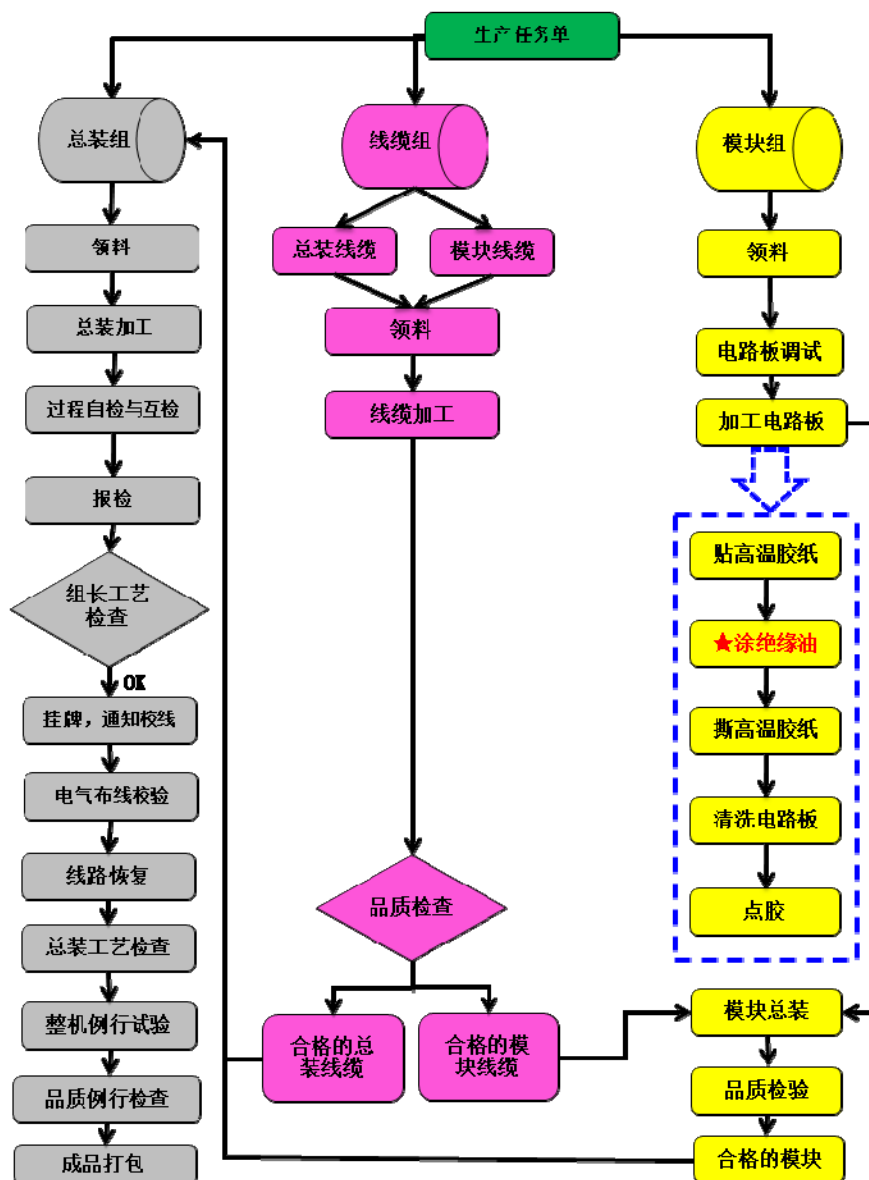 生产任务单
总装组
线缆组
模块组
领料
总装加工
过程自检与互检
报检
组长工艺
检查
OK
挂牌，通知校线
电气布线校验
线路恢复
总装工艺检查
整机例行试验
品质例行检查
成品打包
总装线缆
模块线缆
领料
线缆加工
品质检查
合格的总
装线缆
合格的模
块线缆
领料
电路板调试
加工电路板
贴高温胶纸
★涂绝缘油
撕高温胶纸
清洗电路板
点胶
模块总装
品质检验
合格的模块